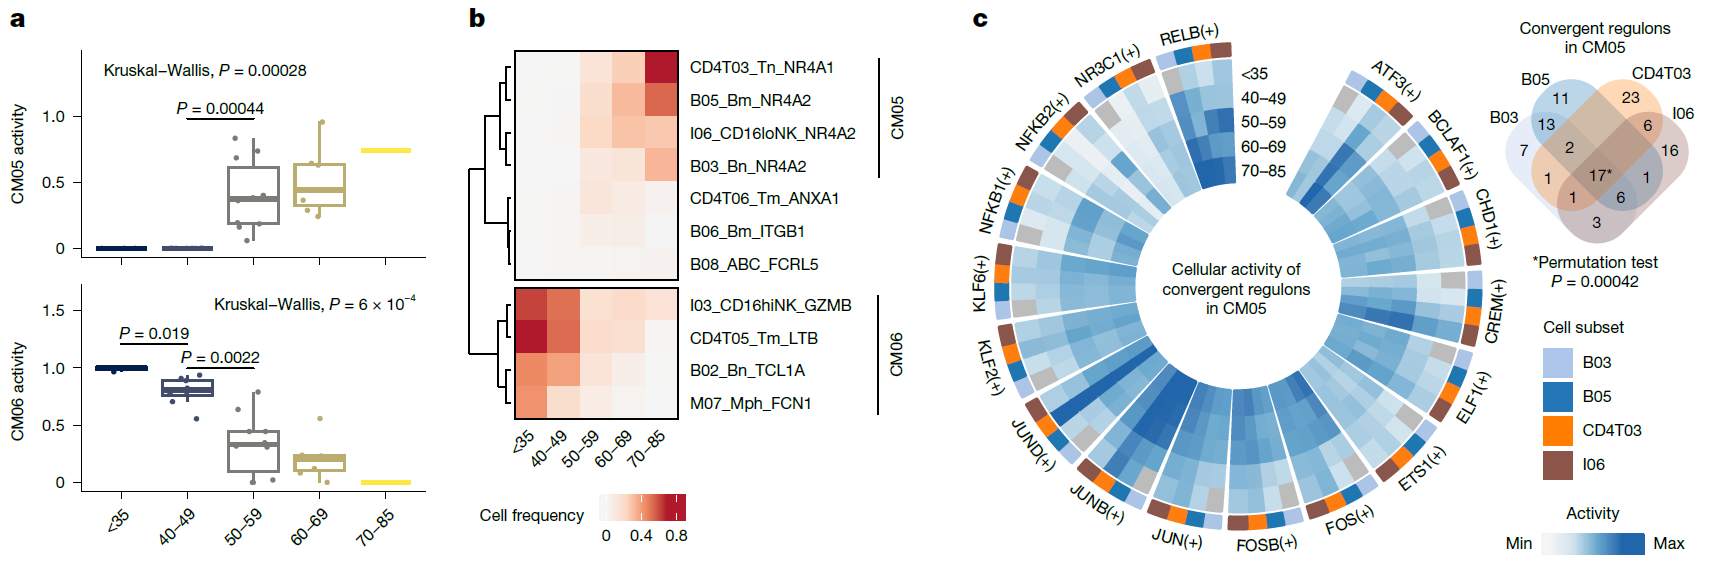 a
Kruskal–Wallis, P = 0.00028
P = 0.00044
CM05 activity
1.0
0.5
0
Kruskal–Wallis, P = 6 × 10⁻⁴
P = 0.019
P = 0.0022
CM06 activity
1.5
1.0
0.5
0
<35
40–49
50–59
60–69
70–85
b
CD4T03_Tn_NR4A1
B05_Bm_NR4A2
I06_CD16loNK_NR4A2
B03_Bn_NR4A2
CD4T06_Tm_ANXA1
B06_Bm_ITGB1
B08_ABC_FCRL5
CM05
I03_CD16hiNK_GZMB
CD4T05_Tm_LTB
B02_Bn_TCL1A
M07_Mph_FCN1
CM06
<35
40–49
50–59
60–69
70–85
Cell frequency
0
0.4
0.8
c
RELB(+)
ATF3(+)
BCLAF1(+)
CHD1(+)
CREM(+)
ELF1(+)
ETS1(+)
FOS(+)
FOSB(+)
JUN(+)
JUNB(+)
JUND(+)
KLF2(+)
KLF6(+)
NFKB1(+)
NFKB2(+)
NR3C1(+)
<35
40–49
50–59
60–69
70–85
Cellular activity of
convergent regulons
in CM05
Convergent regulons
in CM05
B05
CD4T03
B03
I06
11
23
13
6
7
2
16
1
17*
1
1
6
3
*Permutation test
P = 0.00042
Cell subset
B03
B05
CD4T03
I06
Activity
Min
Max